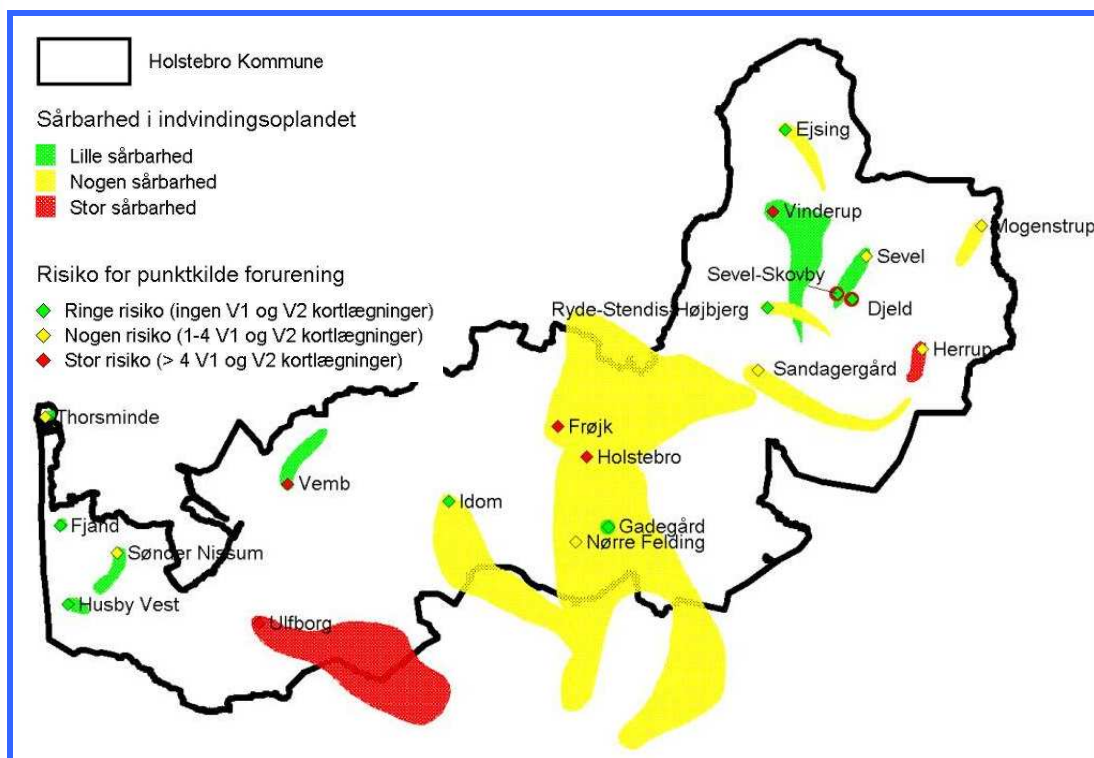 Holstebro Kommune
Sårbarhed i indvindingsoplandet
Lille sårbarhed
Nogen sårbarhed
Stor sårbarhed
Risiko for punktkilde forurening
Ringe risiko (ingen V1 og V2 kortlægninger)
Nogen risiko (1-4 V1 og V2 kortlægninger)
Stor risiko (> 4 V1 og V2 kortlægninger)
Ejsing
Vinderup
Mogenstrup
Sevel
Sevel-Skovby
Djeld
Ryde-Stendis-Højbjerg
Herrup
Sandagergård
Thorsminde
Frøjk
Holstebro
Vemb
Idom
Fjand
Gadegård
Nørre Felding
Sønder Nissum
Husby Vest
Ulfborg